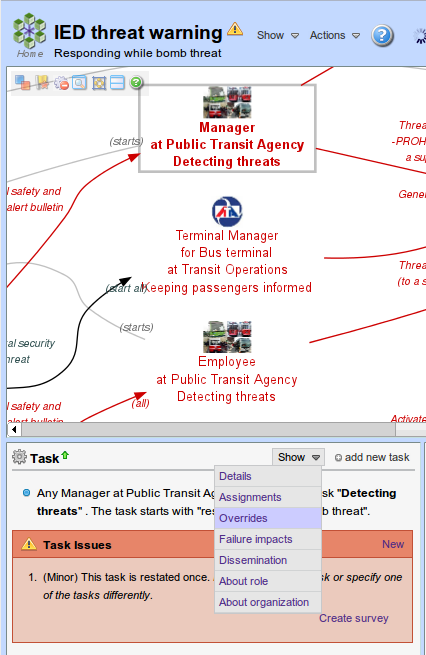 IED threat warning
Show
Actions
?
Home
Responding while bomb threat
?
Manager
at Public Transit Agency
Detecting threats
(starts)
Threa
-PROH
a sup
l safety and
alert bulletin
Gener
ATA
Terminal Manager
for Bus terminal
at Transit Operations
Keeping passengers informed
(start all)
Threa
(to a s
(starts)
al security
hreat
Employee
at Public Transit Agency
Detecting threats
l safety and
alert bulletin
(all)
Activate
Task
Show
add new task
Details
Assignments
Overrides
Failure impacts
Dissemination
About role
About organization
Any Manager at Public Transit Ag sk "Detecting
threats" . The task starts with "res b threat".
Task Issues
New
1. (Minor) This task is restated once. sk or specify one
of the tasks differently.
Create survey